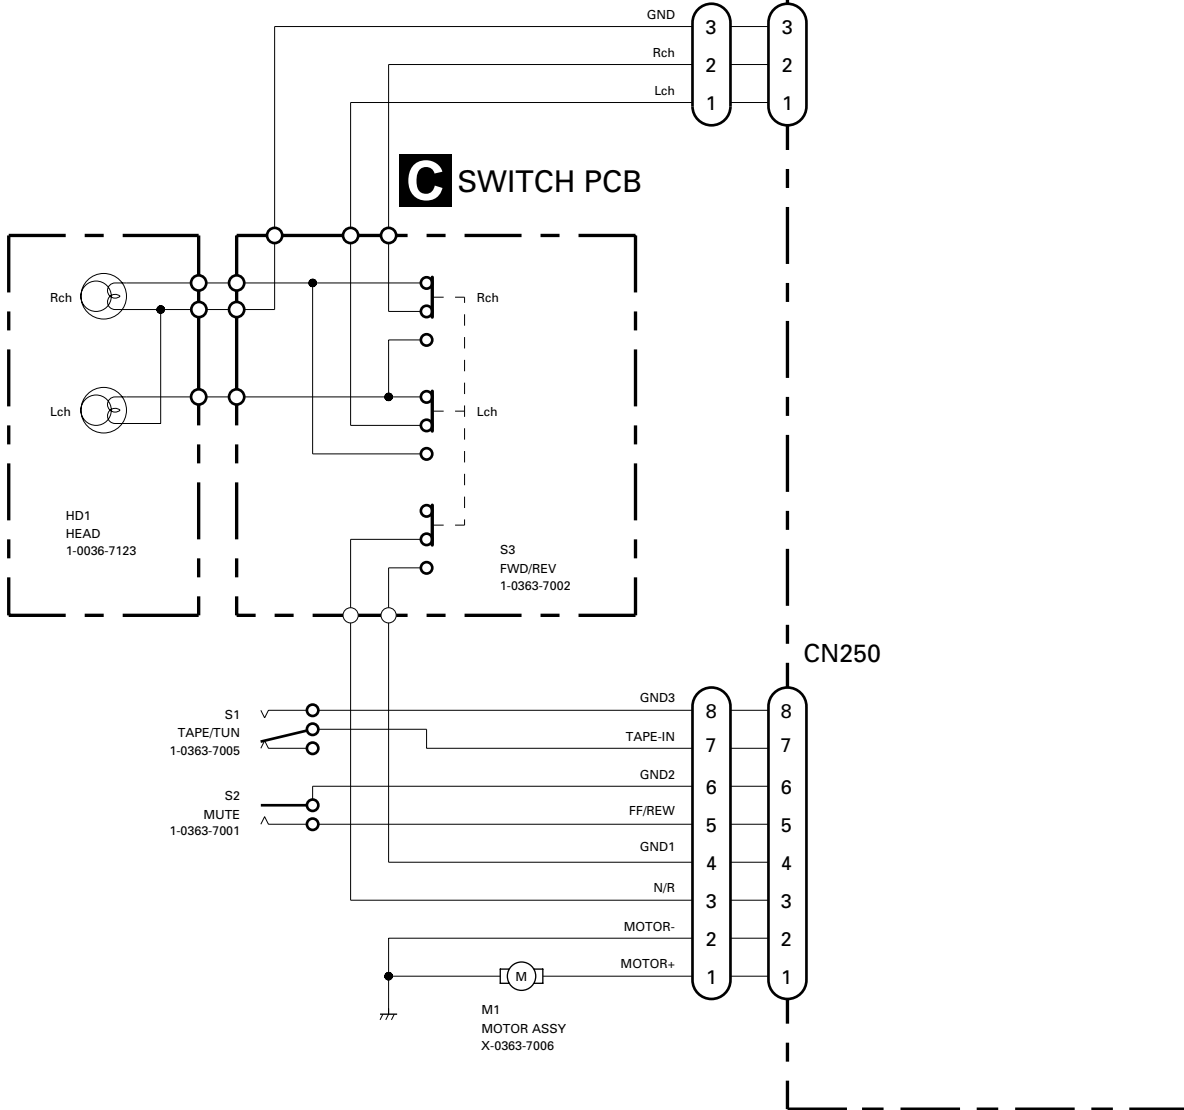 GND
3
3
Rch
2
2
Lch
1
1
C SWITCH PCB
Rch
Rch
Lch
Lch
HD1
HEAD
1-0036-7123
S3
FWD/REV
1-0363-7002
CN250
GND3
8
8
S1
TAPE/TUN
1-0363-7005
TAPE-IN
7
7
GND2
6
6
S2
MUTE
1-0363-7001
FF/REW
5
5
GND1
4
4
N/R
3
3
MOTOR-
2
2
MOTOR+
M
1
1
M1
MOTOR ASSY
X-0363-7006